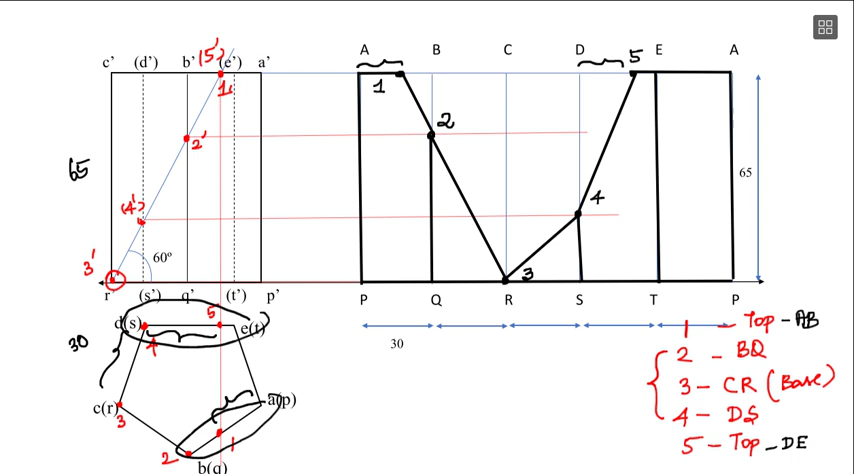 c' (d') b' (5') (e') a' A B C D 5 E A
1' 1
2' 2
65 65
(4') 4
60º
3' 3
r' (s') q' (t') p' P Q R S T P
d(s) 5 e(t)
4 30
30
c(r) a(p)
3 1
2
b(q)
1 - Top - AB
2 - BQ
3 - CR (Base)
4 - DS
5 - Top - DE